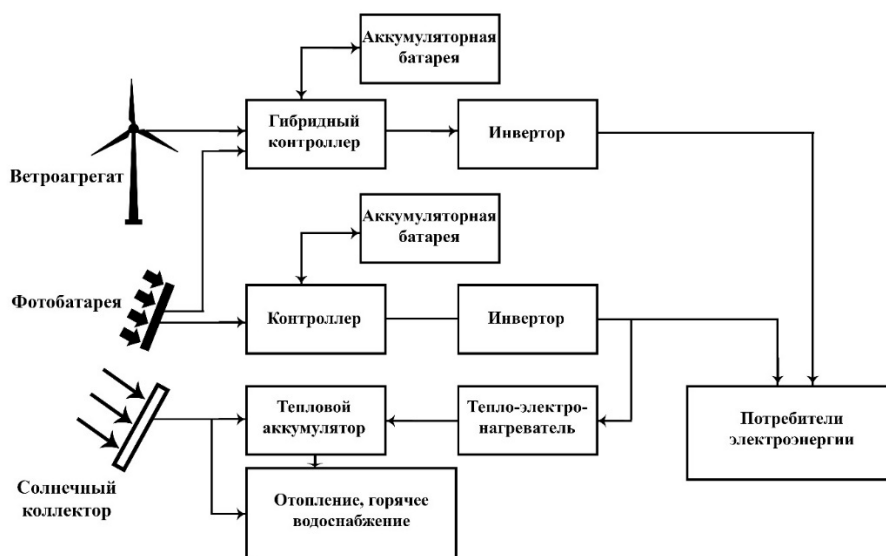 Аккумуляторная
батарея
Гибридный
контроллер
Инвертор
Ветроагрегат
Аккумуляторная
батарея
Фотобатарея
Контроллер
Инвертор
Тепловой
аккумулятор
Тепло-электро-
нагреватель
Потребители
электроэнергии
Солнечный
коллектор
Отопление, горячее
водоснабжение